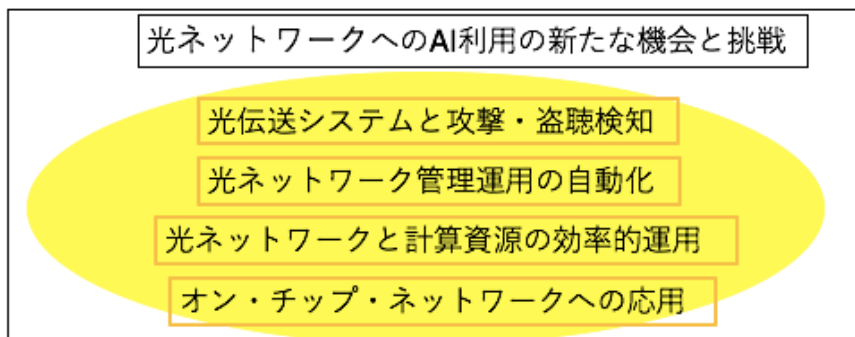 光ネットワークへのAI利用の新たな機会と挑戦
光伝送システムと攻撃・盗聴検知
光ネットワーク管理運用の自動化
光ネットワークと計算資源の効率的運用
オン・チップ・ネットワークへの応用